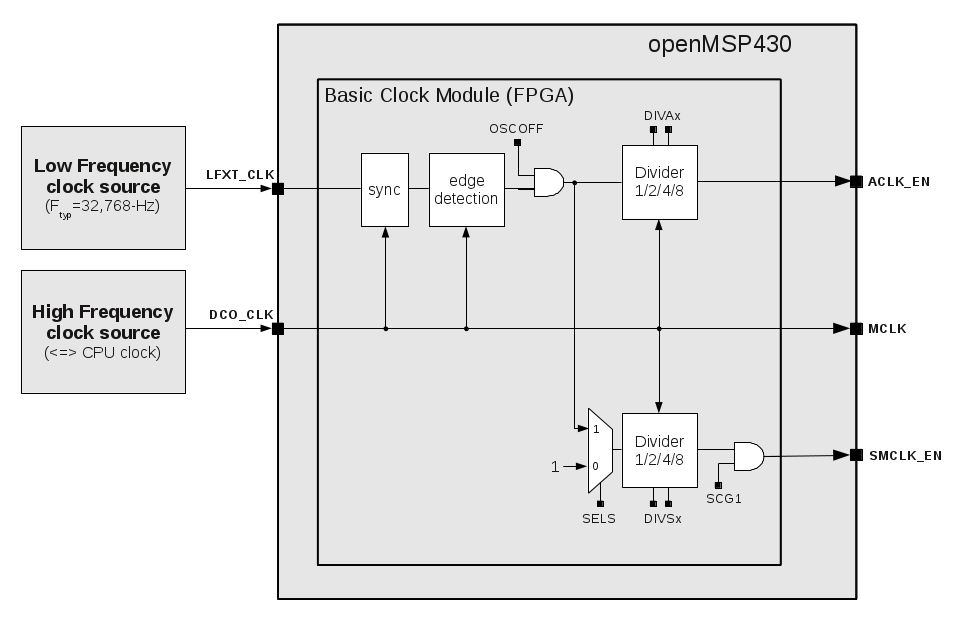 openMSP430
Basic Clock Module (FPGA)
OSCOFF
DIVAx
Low Frequency
clock source
(Ftyp=32,768-Hz)
LFXT_CLK
sync
edge
detection
Divider
1/2/4/8
ACLK_EN
High Frequency
clock source
(<=> CPU clock)
DCO_CLK
MCLK
1
1
0
Divider
1/2/4/8
SMCLK_EN
SELS
DIVSx
SCG1